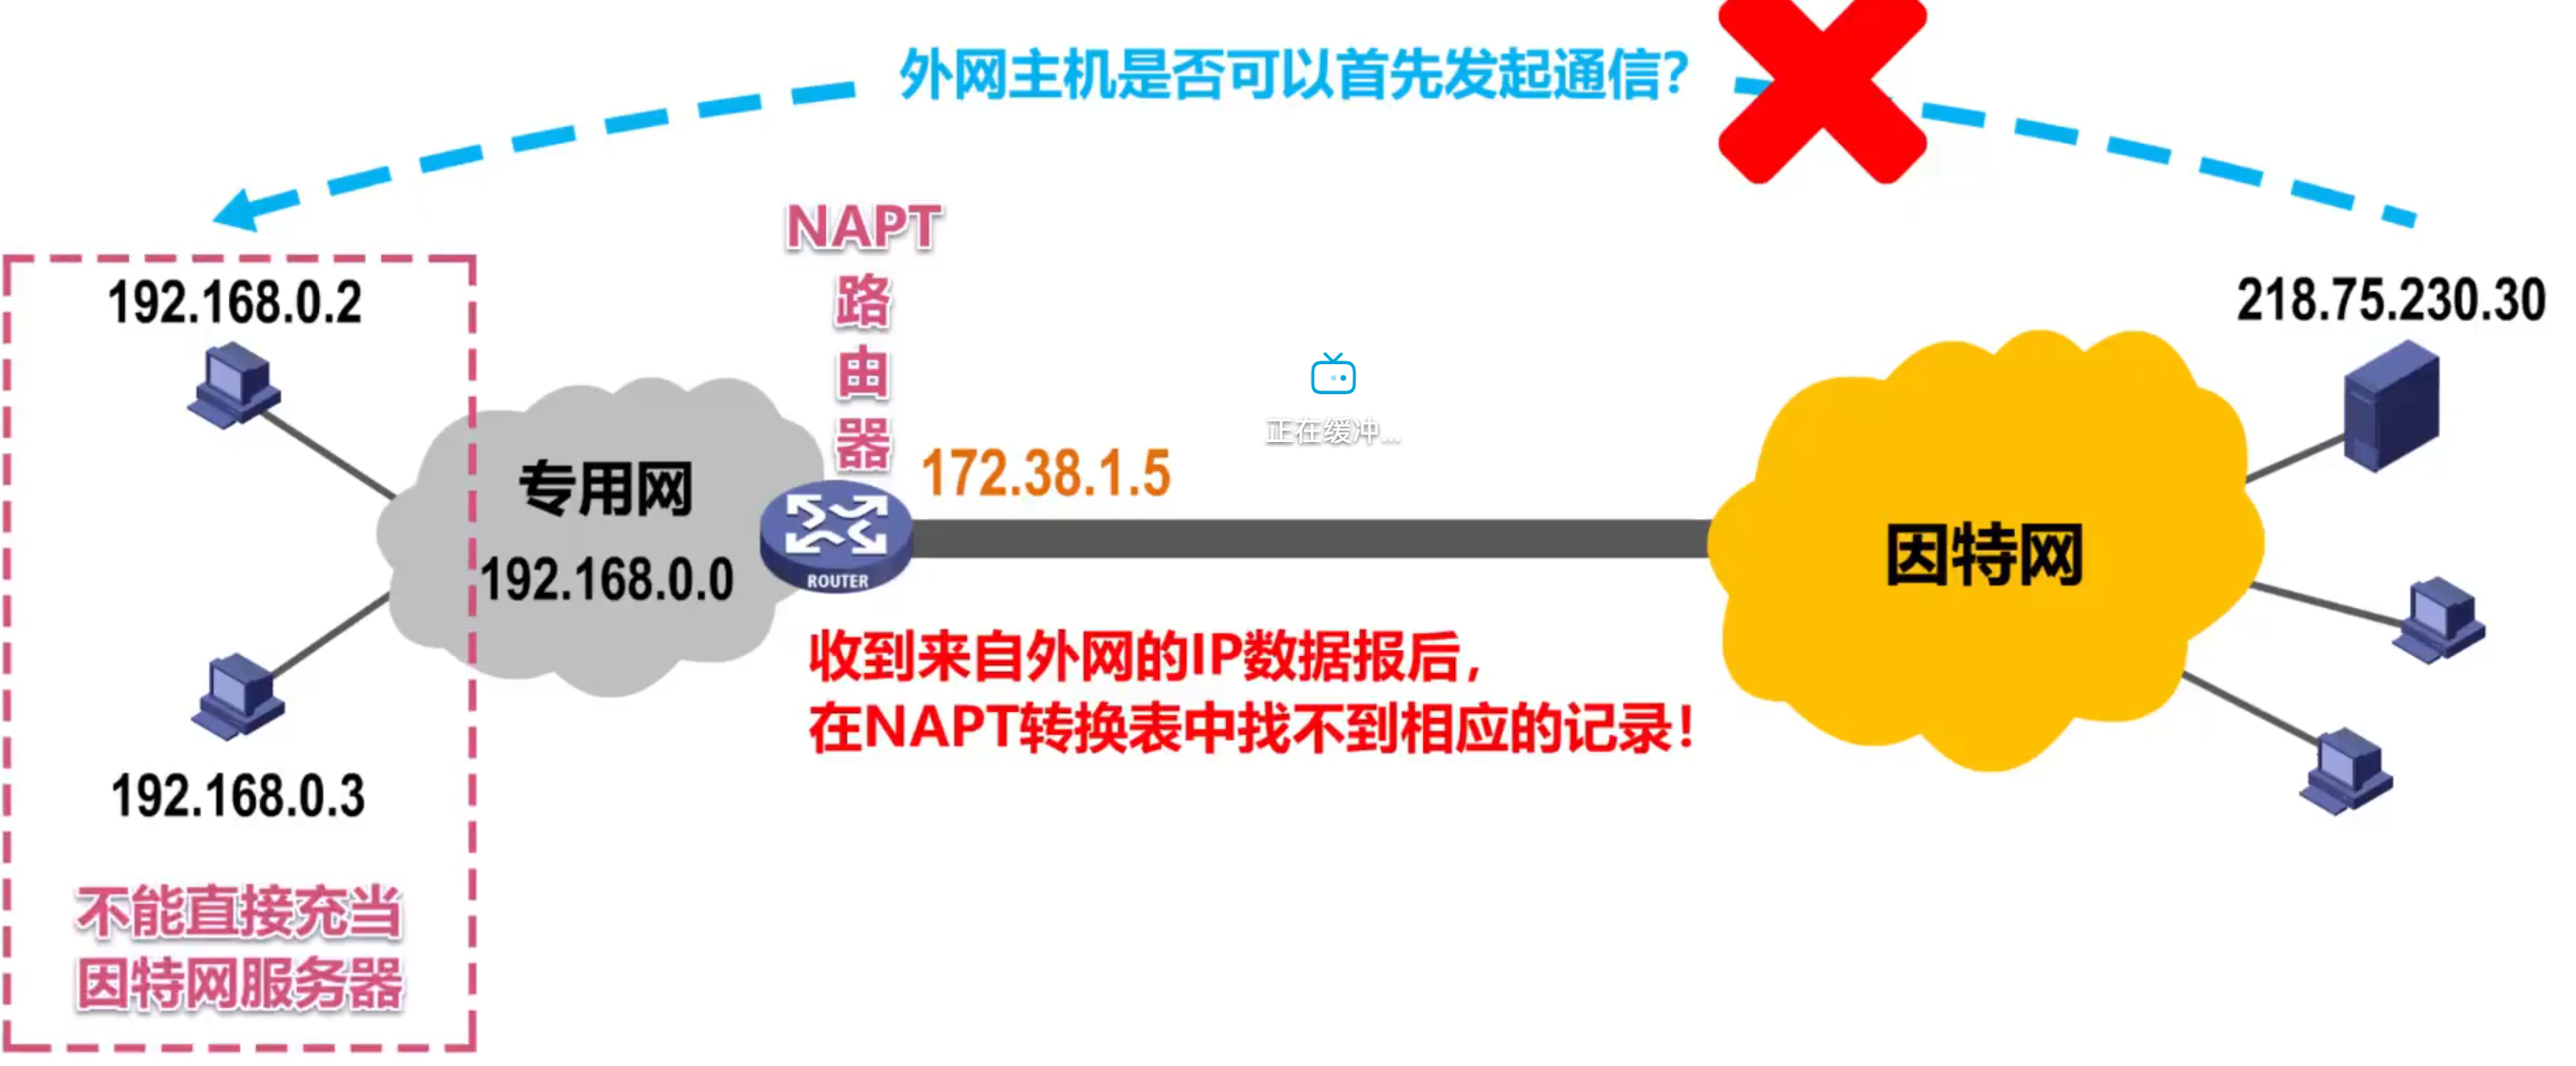 外网主机是否可以首先发起通信?
NAPT
路
由
器
192.168.0.2
218.75.230.30
正在缓冲...
172.38.1.5
专用网
192.168.0.0
ROUTER
因特网
收到来自外网的IP数据报后,
在NAPT转换表中找不到相应的记录!
192.168.0.3
不能直接充当
因特网服务器